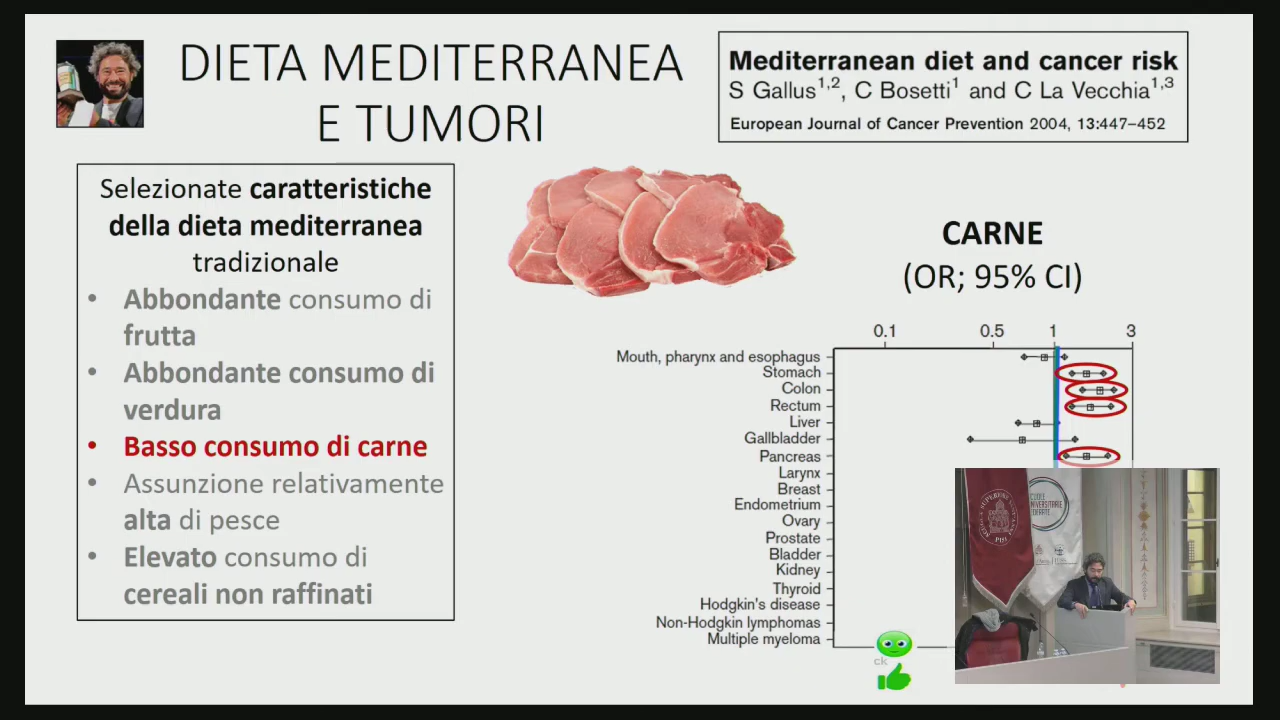 DIETA MEDITERRANEA
E TUMORI
Mediterranean diet and cancer risk
S Gallus1,2, C Bosetti1 and C La Vecchia1,3
European Journal of Cancer Prevention 2004, 13:447–452
Selezionate caratteristiche
della dieta mediterranea
tradizionale
• Abbondante consumo di
frutta
• Abbondante consumo di
verdura
• Basso consumo di carne
• Assunzione relativamente
alta di pesce
• Elevato consumo di
cereali non raffinati
CARNE
(OR; 95% CI)
0.1 0.5 1 3
Mouth, pharynx and esophagus
Stomach
Colon
Rectum
Liver
Gallbladder
Pancreas
Larynx
Breast
Endometrium
Ovary
Prostate
Bladder
Kidney
Thyroid
Hodgkin's disease
Non-Hodgkin lymphomas
Multiple myeloma
ck